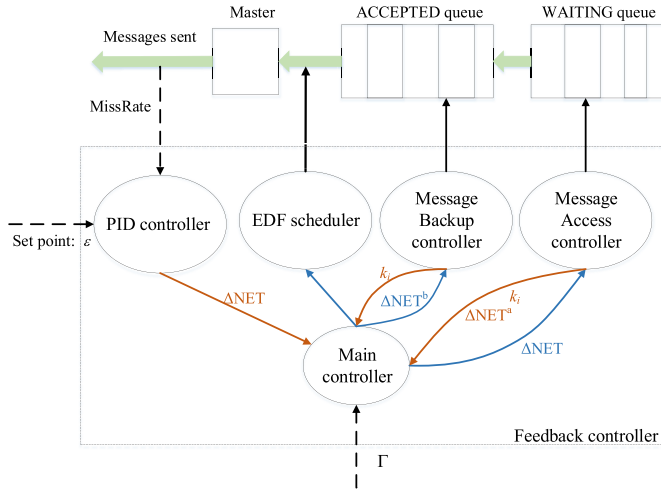 Master
ACCEPTED queue
WAITING queue
Messages sent
MissRate
PID controller
EDF scheduler
Message
Backup
controller
Message
Access
controller
Set point: ε
ΔNET
k_i
ΔNET^b
k_i
ΔNET^a
ΔNET
Main
controller
Feedback controller
Γ